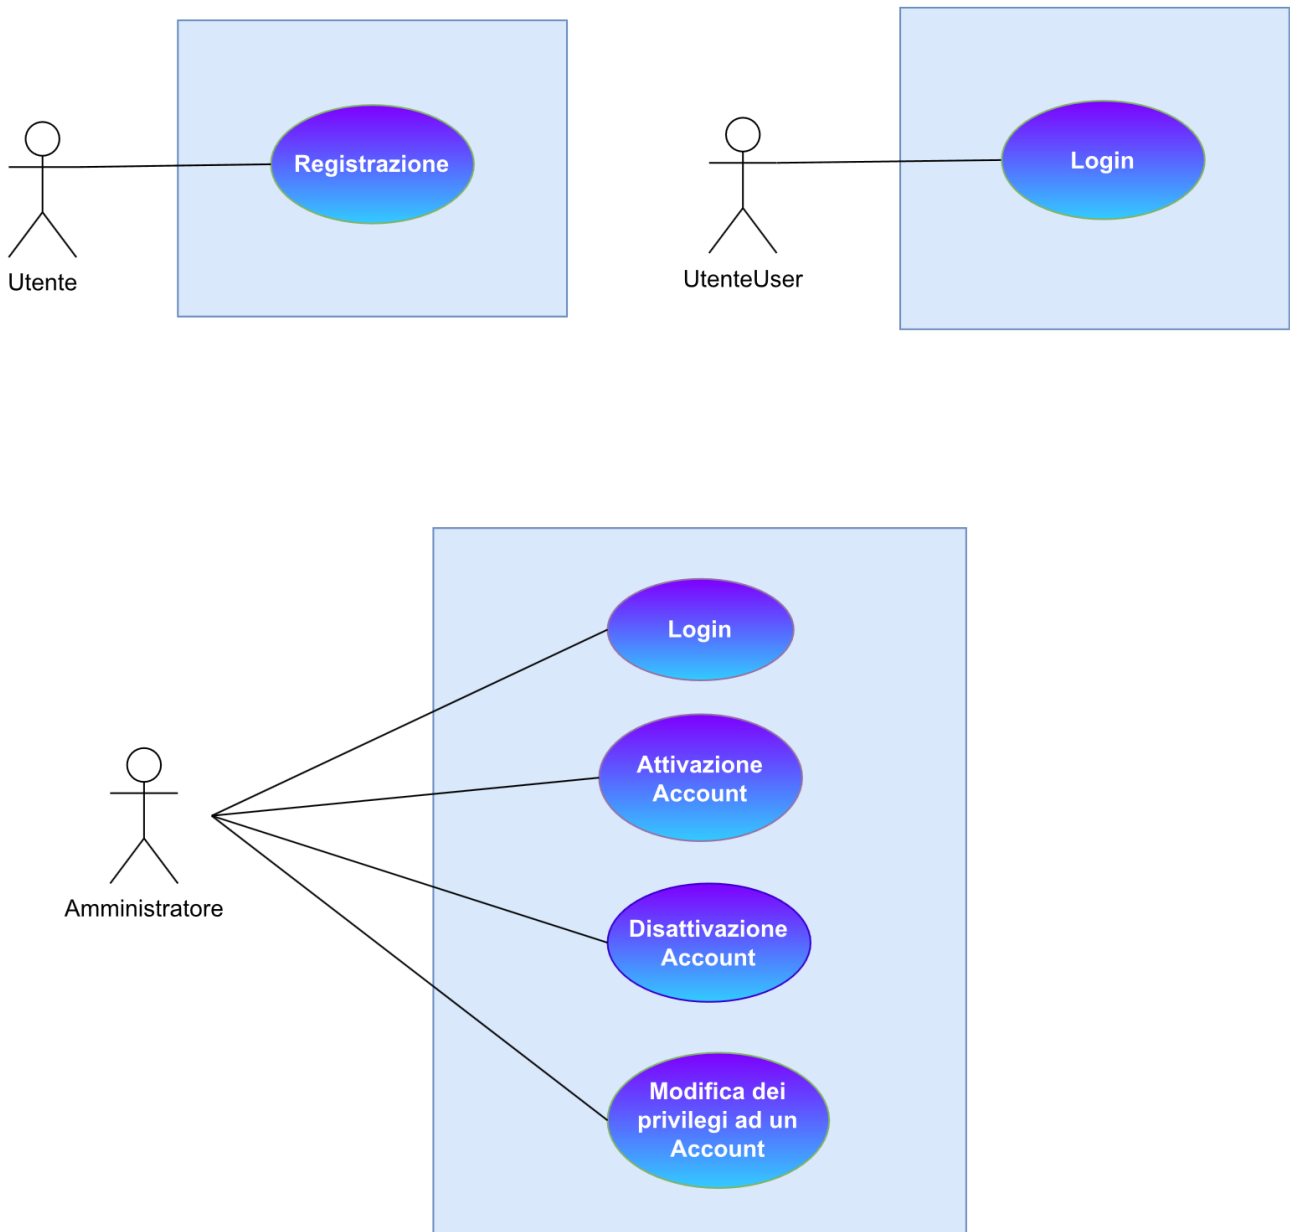 Registrazione
Utente
Login
UtenteUser
Login
Attivazione
Account
Disattivazione
Account
Modifica dei
privilegi ad un
Account
Amministratore